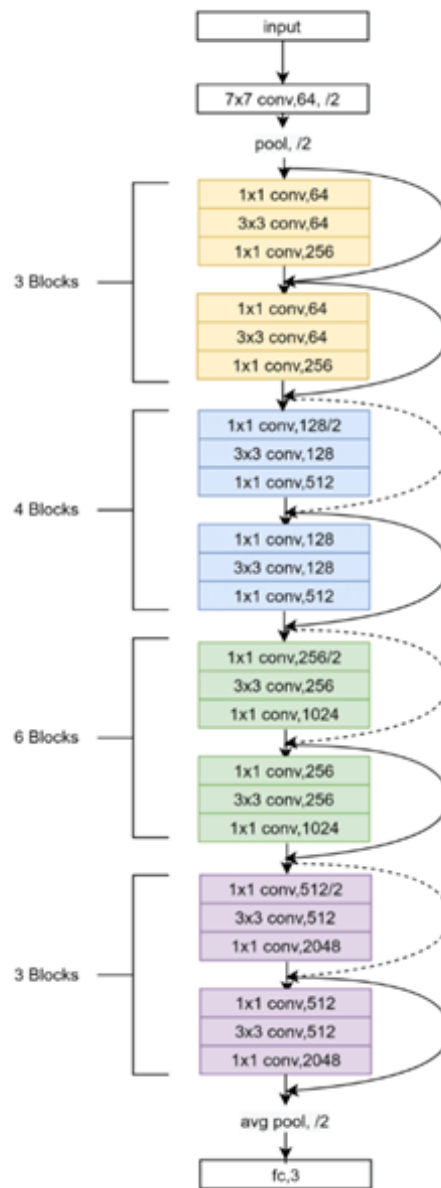 input
7x7 conv,64, /2
pool, /2
3 Blocks
1x1 conv,64
3x3 conv,64
1x1 conv,256
1x1 conv,64
3x3 conv,64
1x1 conv,256
4 Blocks
1x1 conv,128/2
3x3 conv,128
1x1 conv,512
1x1 conv,128
3x3 conv,128
1x1 conv,512
6 Blocks
1x1 conv,256/2
3x3 conv,256
1x1 conv,1024
1x1 conv,256
3x3 conv,256
1x1 conv,1024
3 Blocks
1x1 conv,512/2
3x3 conv,512
1x1 conv,2048
1x1 conv,512
3x3 conv,512
1x1 conv,2048
avg pool, /2
fc,3